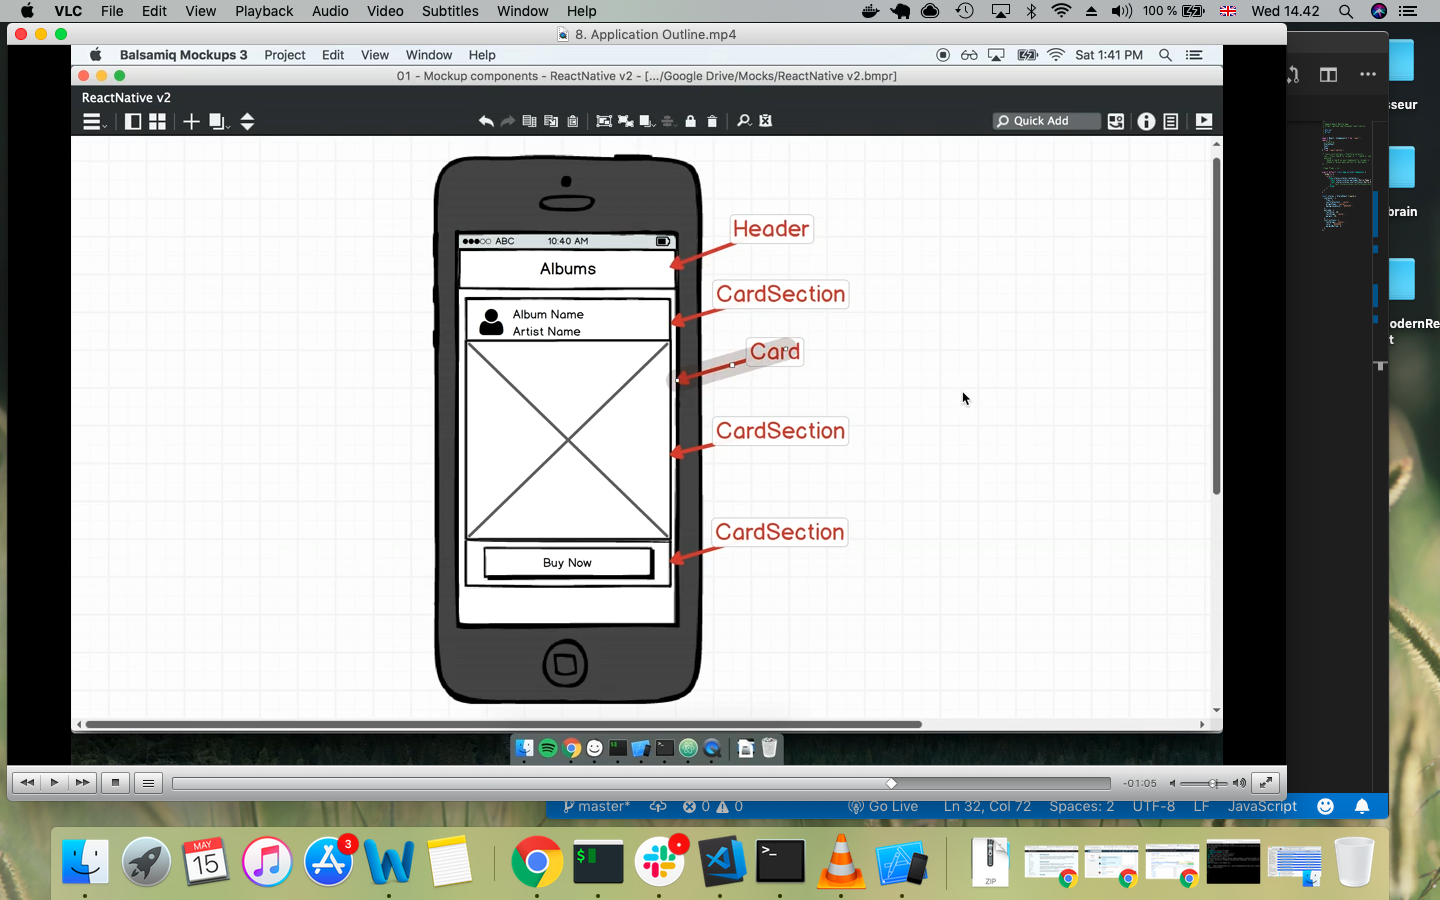 VLC File Edit View Playback Audio Video Subtitles Window Help 100 % Wed 14.42
8. Application Outline.mp4
Balsamiq Mockups 3 Project Edit View Window Help Sat 1:41 PM
01 - Mockup components - ReactNative v2 - [.../Google Drive/Mocks/ReactNative v2.bmpr]
ReactNative v2
Quick Add
ABC 10:40 AM
Albums
Album Name
Artist Name
Buy Now
Header
CardSection
Card
CardSection
CardSection
sseur
brain
odernRe
t
-01:05
master* 0 0 Go Live Ln 32, Col 72 Spaces: 2 UTF-8 LF JavaScript
MAY
15
3
$
>_
ZIP